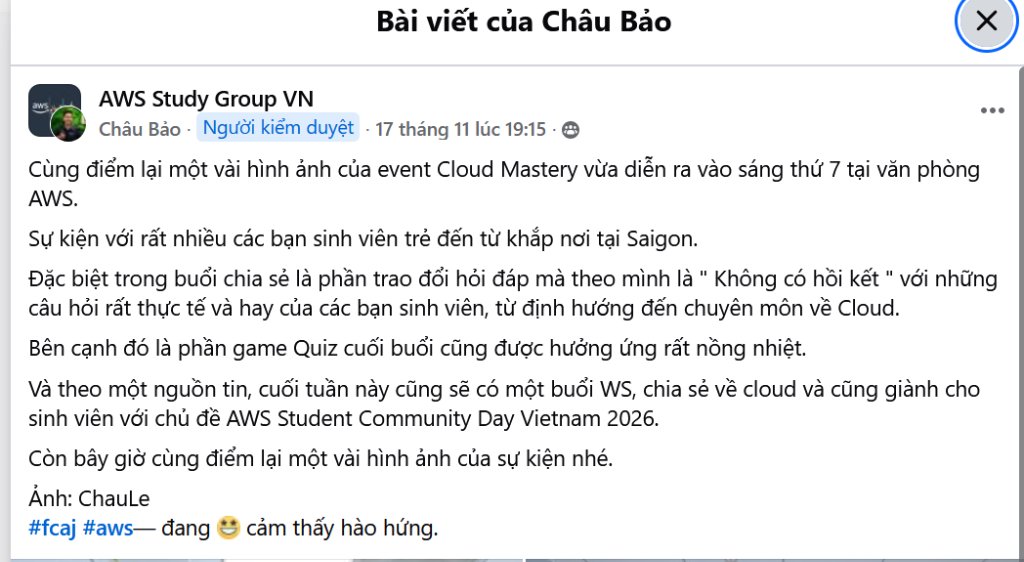 Bài viết của Châu Bảo
aws
AWS Study Group VN
Châu Bảo · Người kiểm duyệt · 17 tháng 11 lúc 19:15 ·
Cùng điểm lại một vài hình ảnh của event Cloud Mastery vừa diễn ra vào sáng thứ 7 tại văn phòng
AWS.
Sự kiện với rất nhiều các bạn sinh viên trẻ đến từ khắp nơi tại Saigon.
Đặc biệt trong buổi chia sẻ là phần trao đổi hỏi đáp mà theo mình là " Không có hồi kết " với những
câu hỏi rất thực tế và hay của các bạn sinh viên, từ định hướng đến chuyên môn về Cloud.
Bên cạnh đó là phần game Quiz cuối buổi cũng được hưởng ứng rất nồng nhiệt.
Và theo một nguồn tin, cuối tuần này cũng sẽ có một buổi WS, chia sẻ về cloud và cũng giành cho
sinh viên với chủ đề AWS Student Community Day Vietnam 2026.
Còn bây giờ cùng điểm lại một vài hình ảnh của sự kiện nhé.
Ảnh: ChauLe
#fcaj #aws— đang 😀 cảm thấy hào hứng.